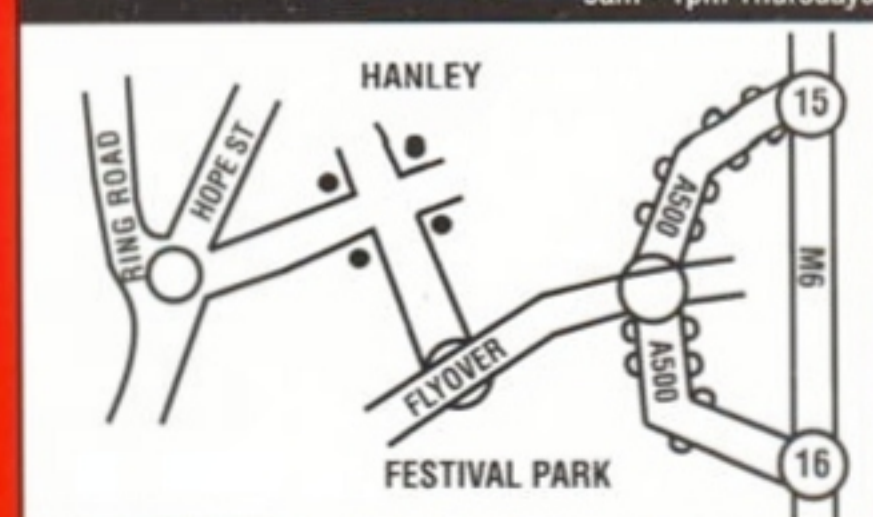 HANLEY
15
RING ROAD
HOPE ST
A500
M6
FLYOVER
A500
16
FESTIVAL PARK